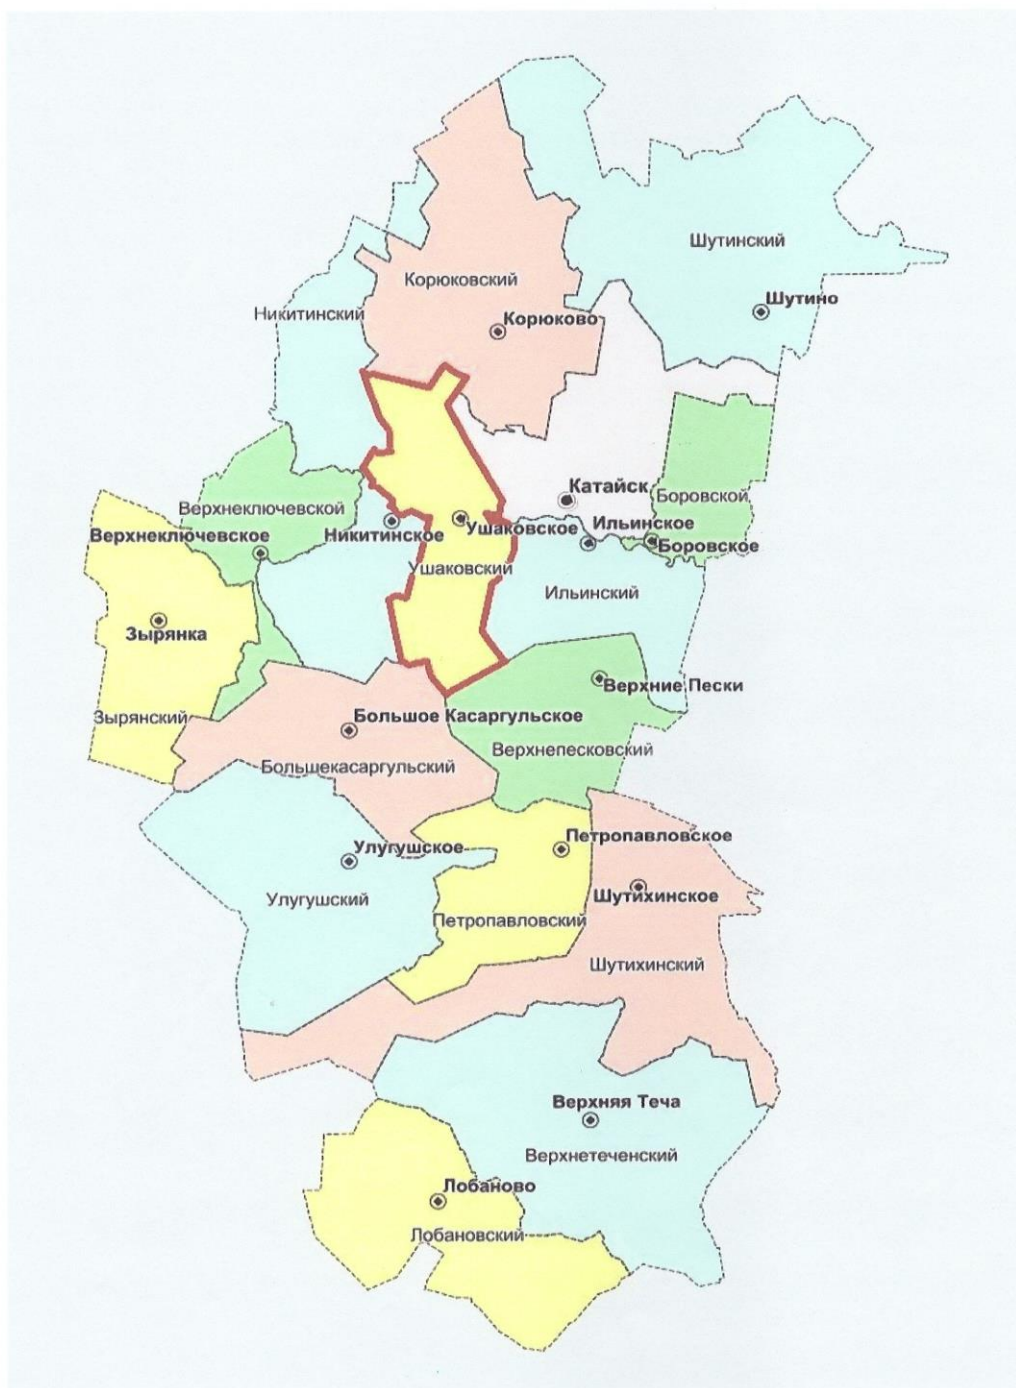 Шутинский
Корюковский
Шутино
Никитинский
Корюково
Катайск
Боровской
Верхнеключевской
Ильинское
Ушаковское
Верхнеключевское
Никитинское
Боровское
Ушаковский
Ильинский
Зырянка
Верхние Пески
Большое Касаргульское
Зырянский
Верхнепесковский
Большекасаргульский
Петропавловское
Улугушское
Шутихинское
Улугушский
Петропавловский
Шутихинский
Верхняя Теча
Верхнетеченский
Лобаново
Лобановский